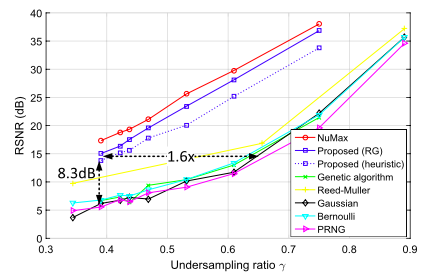 40
35
30
25
20
15
10
5
0
RSNR (dB)
8.3dB
1.6x
NuMax
Proposed (RG)
Proposed (heuristic)
Genetic algorithm
Reed-Muller
Gaussian
Bernoulli
PRNG
0.3 0.4 0.5 0.6 0.7 0.8 0.9
Undersampling ratio γ